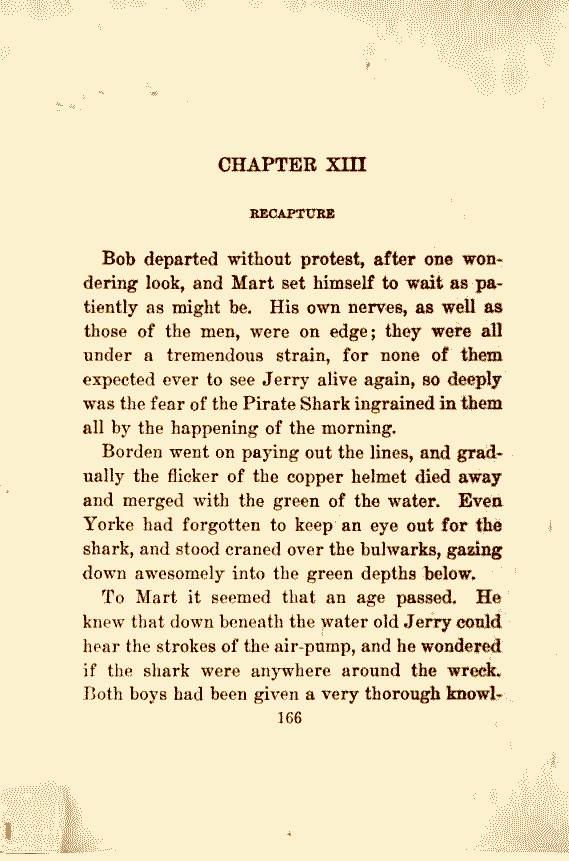 CHAPTER XIII
RECAPTURE
Bob departed without protest, after one won-
dering look, and Mart set himself to wait as pa-
tiently as might be. His own nerves, as well as
those of the men, were on edge; they were all
under a tremendous strain, for none of them
expected ever to see Jerry alive again, so deeply
was the fear of the Pirate Shark ingrained in them
all by the happening of the morning.
Borden went on paying out the lines, and grad-
ually the flicker of the copper helmet died away
and merged with the green of the water. Even
Yorke had forgotten to keep an eye out for the
shark, and stood craned over the bulwarks, gazing
down awesomely into the green depths below.
To Mart it seemed that an age passed. He
knew that down beneath the water old Jerry could
hear the strokes of the air-pump, and he wondered
if the shark were anywhere around the wreck.
Both boys had been given a very thorough knowl-
166